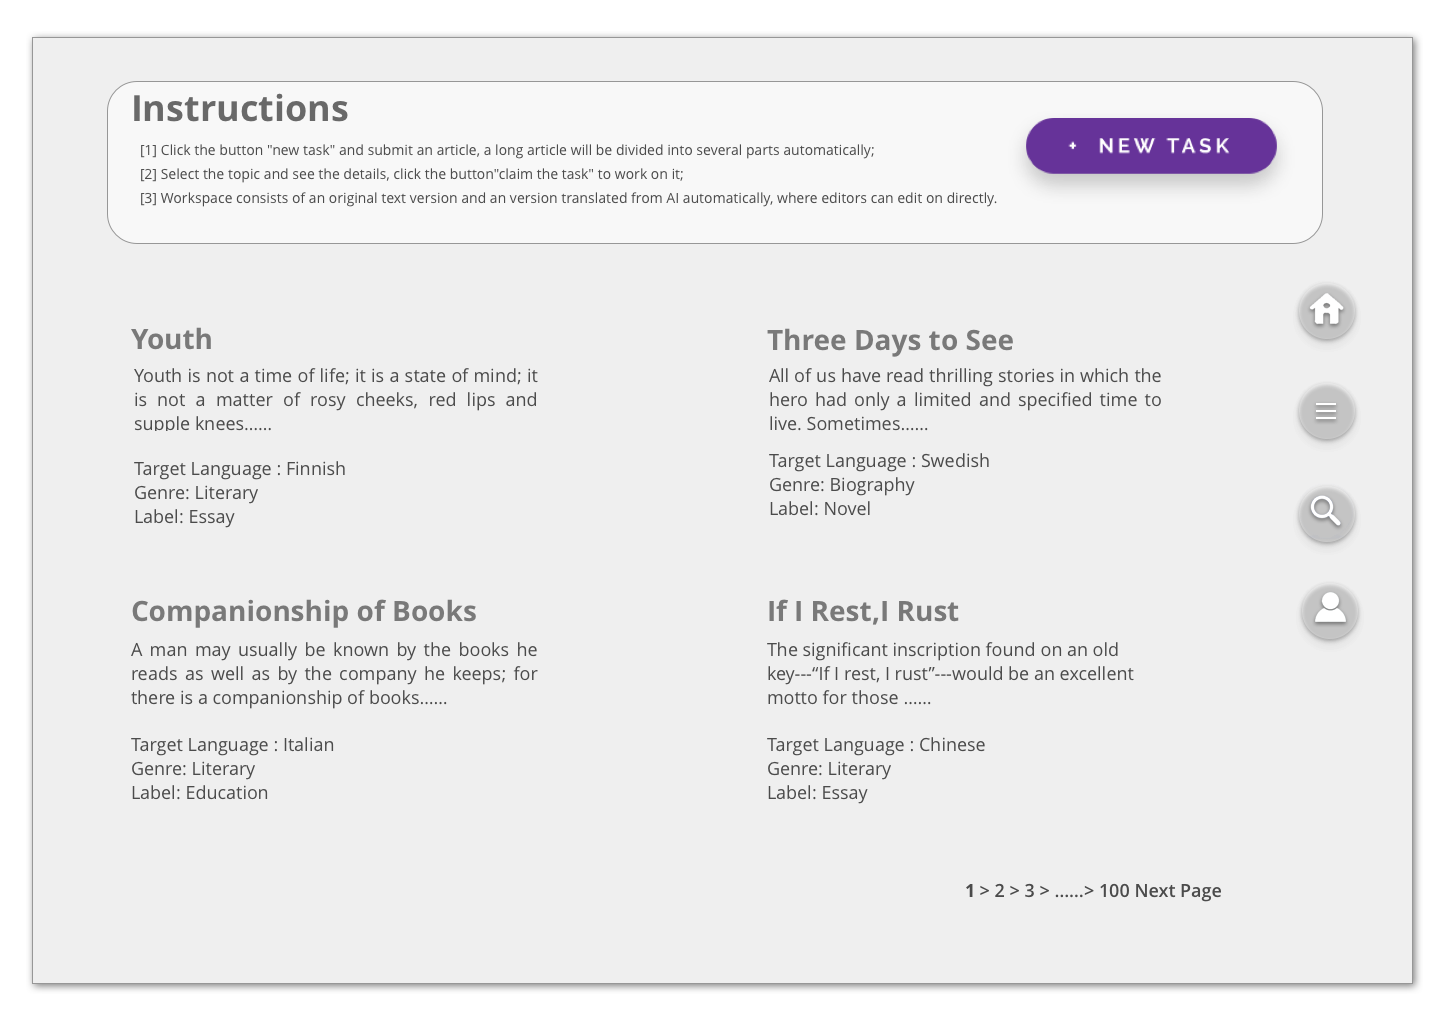 Instructions
[1] Click the button "new task" and submit an article, a long article will be divided into several parts automatically;
[2] Select the topic and see the details, click the button"claim the task" to work on it;
[3] Workspace consists of an original text version and an version translated from AI automatically, where editors can edit on directly.
+ NEW TASK
Youth
Youth is not a time of life; it is a state of mind; it
is not a matter of rosy cheeks, red lips and
supple knees......
Target Language : Finnish
Genre: Literary
Label: Essay
Three Days to See
All of us have read thrilling stories in which the
hero had only a limited and specified time to
live. Sometimes......
Target Language : Swedish
Genre: Biography
Label: Novel
Companionship of Books
A man may usually be known by the books he
reads as well as by the company he keeps; for
there is a companionship of books......
Target Language : Italian
Genre: Literary
Label: Education
If I Rest,I Rust
The significant inscription found on an old
key---“If I rest, I rust”---would be an excellent
motto for those ......
Target Language : Chinese
Genre: Literary
Label: Essay
1 > 2 > 3 > ......> 100 Next Page